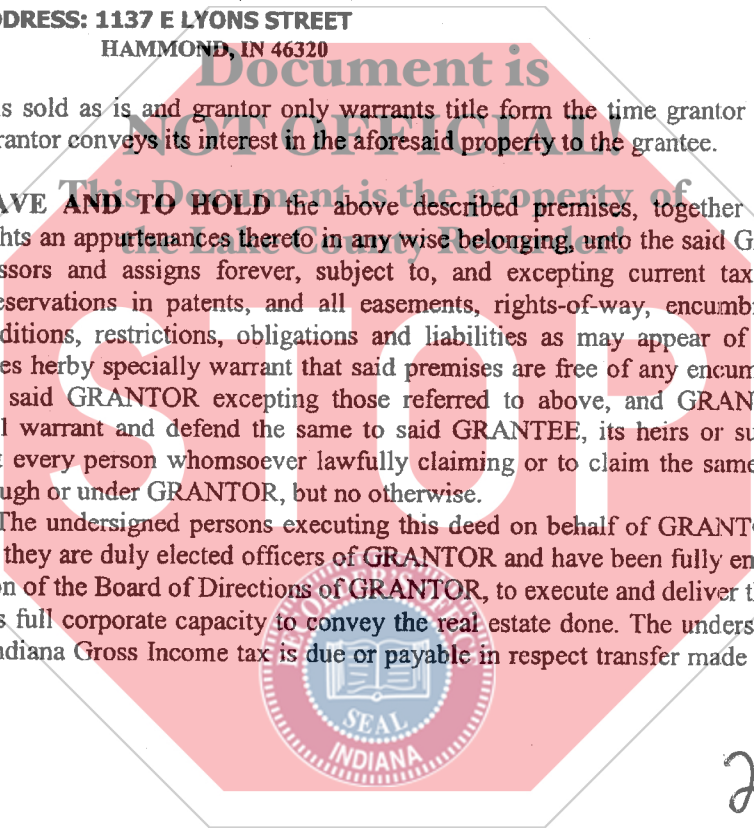 DDRESS: 1137 E LYONS STREET
HAMMOND, IN 46320
Document is
s sold as is and grantor only warrants title form the time grantor
NOT OFFICIAL!
rantor conveys its interest in the aforesaid property to the grantee.
This Document is the property of
AVE AND TO HOLD the above described premises, together
the Lake County Recorder!
hts an appurtenances thereto in any wise belonging, unto the said G
ssors and assigns forever, subject to, and excepting current tax
eservations in patents, and all easements, rights-of-way, encumb
ditions, restrictions, obligations and liabilities as may appear of
es herby specially warrant that said premises are free of any encum
said GRANTOR excepting those referred to above, and GRAN
l warrant and defend the same to said GRANTEE, its heirs or su
t every person whomsoever lawfully claiming or to claim the same
ugh or under GRANTOR, but no otherwise.
STOP
The undersigned persons executing this deed on behalf of GRANT
they are duly elected officers of GRANTOR and have been fully en
n of the Board of Directions of GRANTOR, to execute and deliver t
s full corporate capacity to convey the real estate done. The unders
ndiana Gross Income tax is due or payable in respect transfer made
SEAL
INDIANA
2